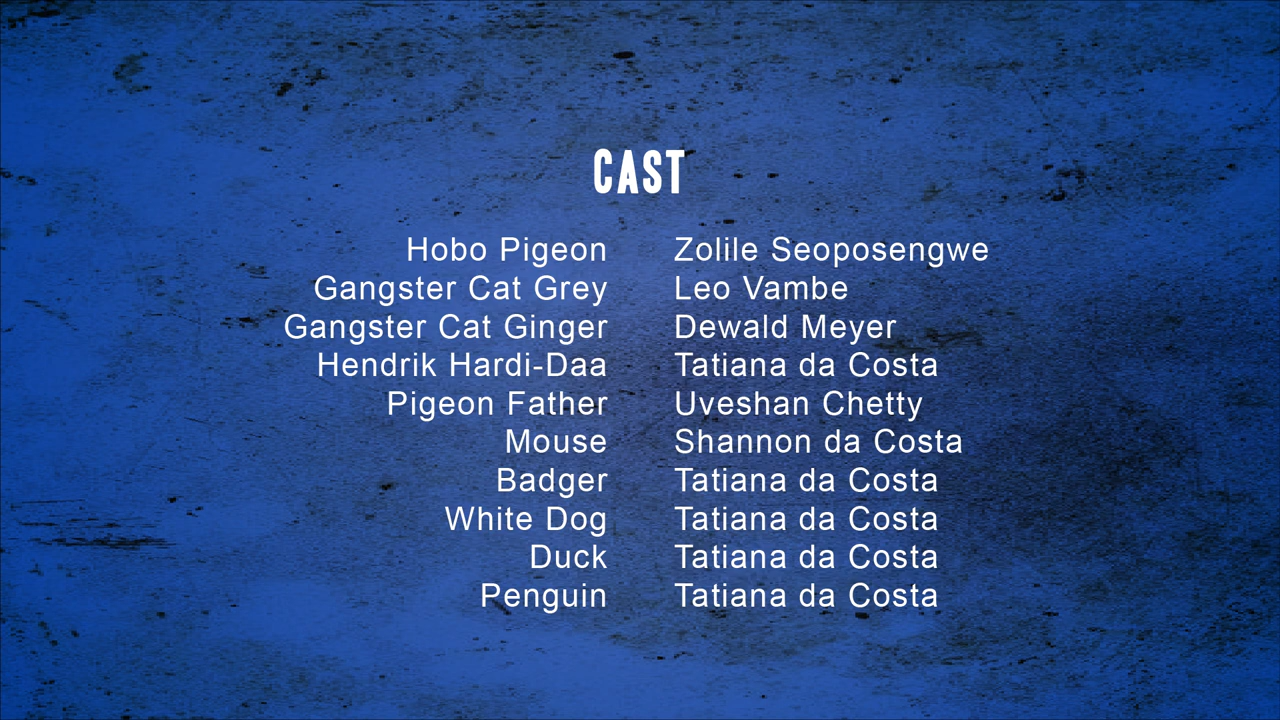 CAST
Hobo Pigeon Zolile Seoposengwe
Gangster Cat Grey Leo Vambe
Gangster Cat Ginger Dewald Meyer
Hendrik Hardi-Daa Tatiana da Costa
Pigeon Father Uveshan Chetty
Mouse Shannon da Costa
Badger Tatiana da Costa
White Dog Tatiana da Costa
Duck Tatiana da Costa
Penguin Tatiana da Costa